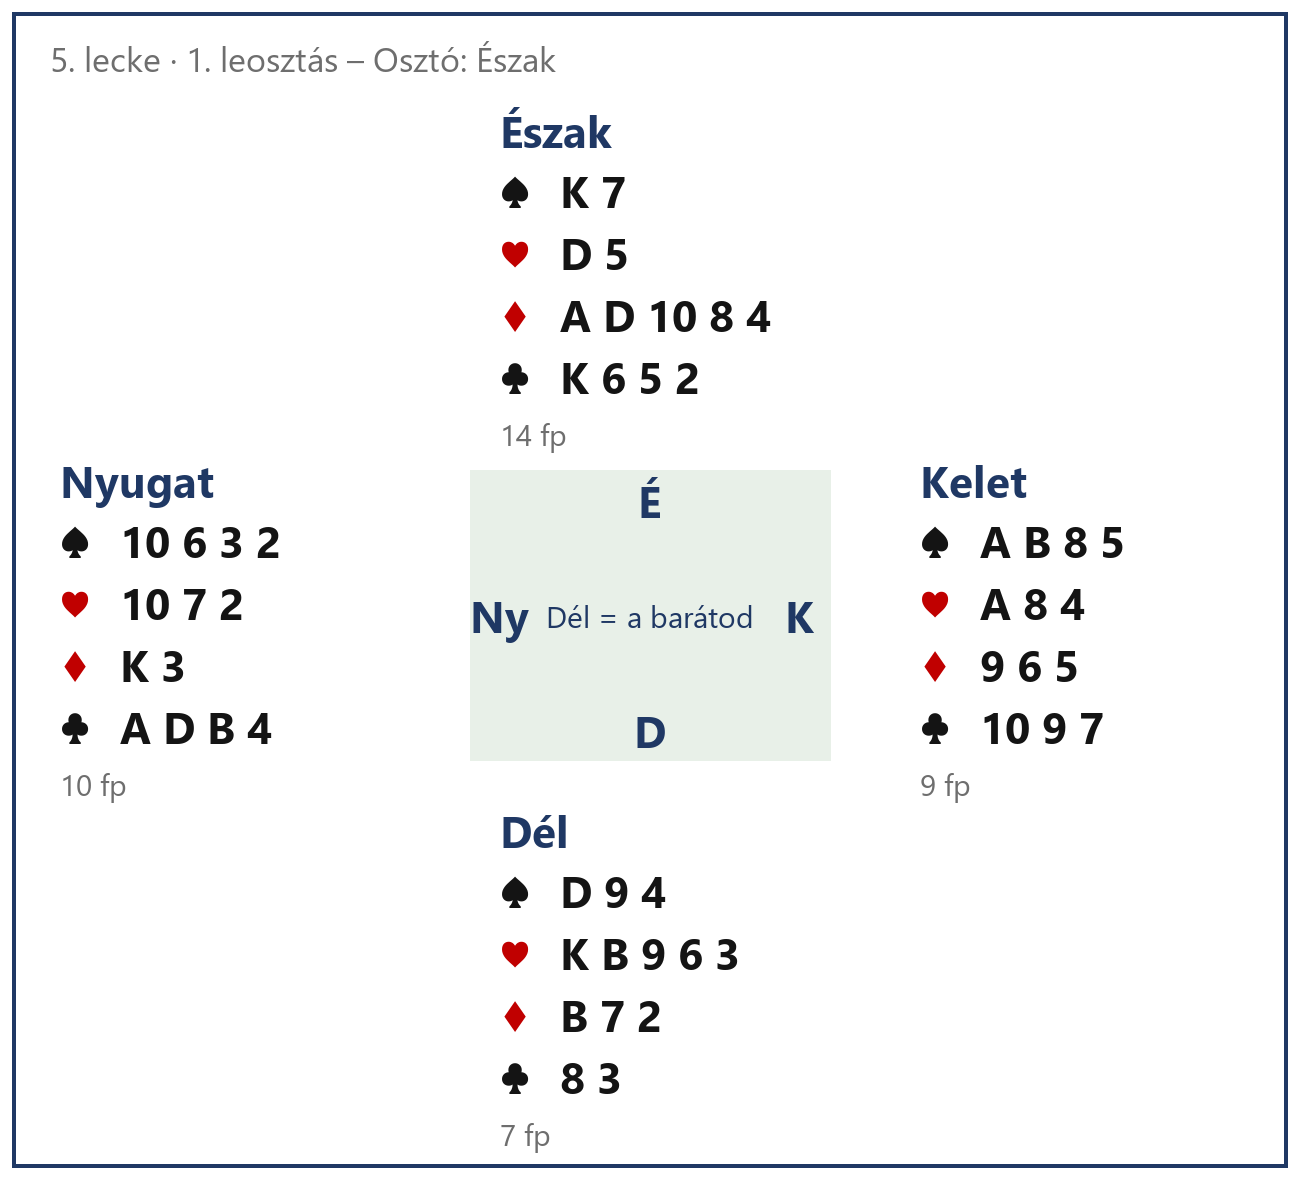 5. lecke · 1. leosztás – Osztó: Észak
Észak
♠ K 7
♥ D 5
♦ A D 10 8 4
♣ K 6 5 2
14 fp
Nyugat
♠ 10 6 3 2
♥ 10 7 2
♦ K 3
♣ A D B 4
10 fp
É
Ny Dél = a barátod K
D
Kelet
♠ A B 8 5
♥ A 8 4
♦ 9 6 5
♣ 10 9 7
9 fp
Dél
♠ D 9 4
♥ K B 9 6 3
♦ B 7 2
♣ 8 3
7 fp